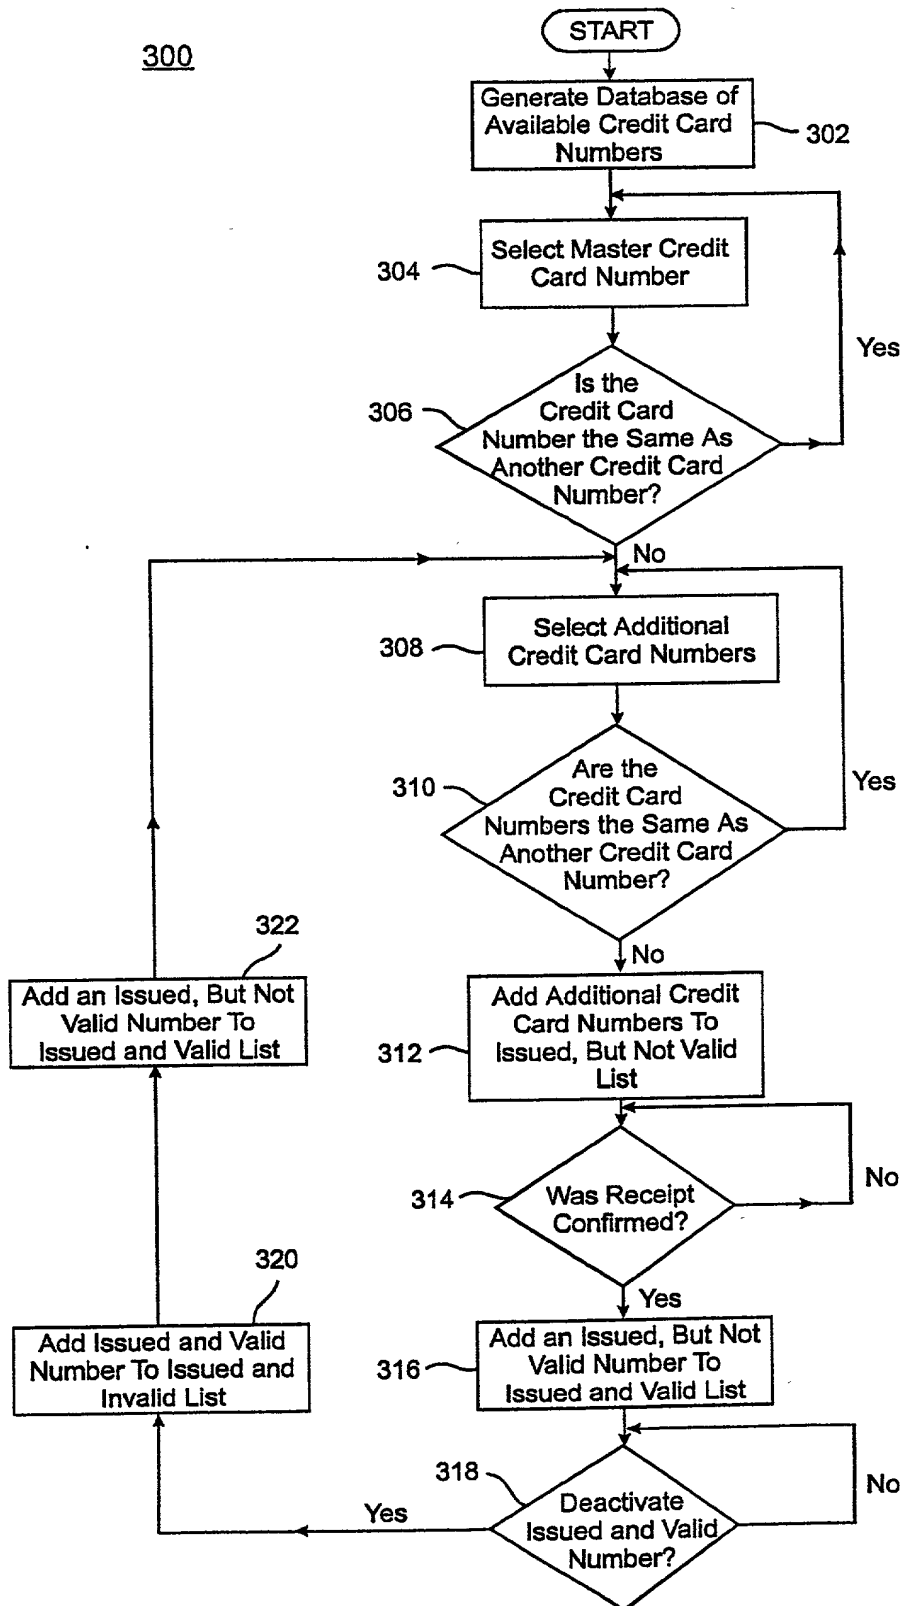 300
START
Generate Database of
Available Credit Card
Numbers
302
304
Select Master Credit
Card Number
Yes
306
Is the
Credit Card
Number the Same As
Another Credit Card
Number?
No
308
Select Additional
Credit Card Numbers
310
Are the
Credit Card
Numbers the Same As
Another Credit Card
Number?
Yes
No
322
Add an Issued, But Not
Valid Number To
Issued and Valid List
312
Add Additional Credit
Card Numbers To
Issued, But Not Valid
List
314
Was Receipt
Confirmed?
No
Yes
320
Add Issued and Valid
Number To Issued and
Invalid List
316
Add an Issued, But Not
Valid Number To
Issued and Valid List
318
Deactivate
Issued and Valid
Number?
No
Yes